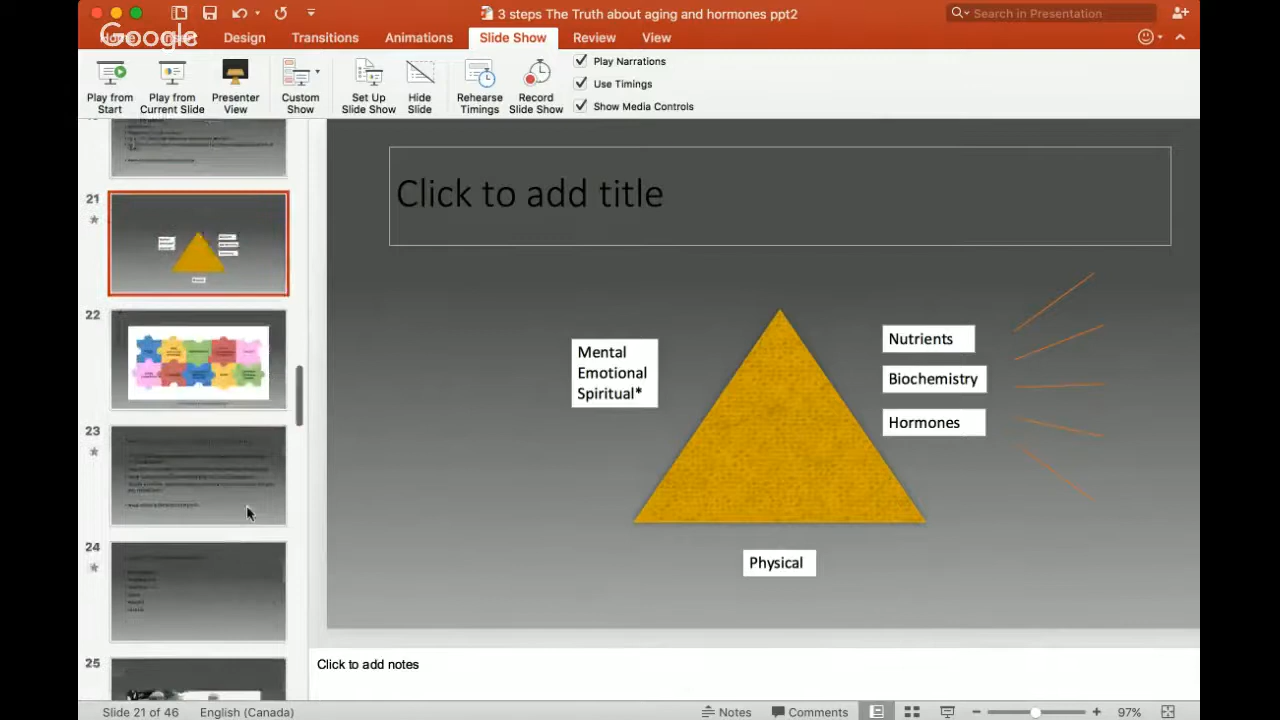 3 steps The Truth about aging and hormones ppt2
Search in Presentation
Google
Home Insert Design Transitions Animations Slide Show Review View
Play from Start
Play from Current Slide
Presenter View
Custom Show
Set Up Slide Show
Hide Slide
Rehearse Timings
Record Slide Show
Play Narrations
Use Timings
Show Media Controls
21
22
23
24
25
Click to add title
Mental
Emotional
Spiritual*
Nutrients
Biochemistry
Hormones
Physical
Click to add notes
Slide 21 of 46 English (Canada) Notes Comments 97%